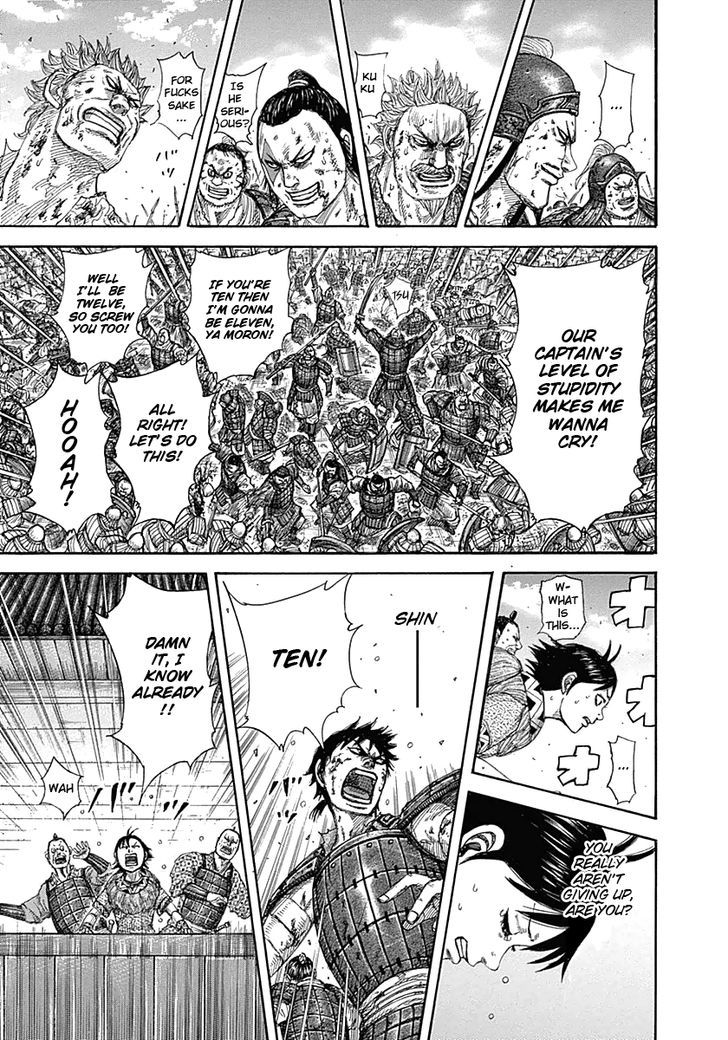 ...
KU
KU
IS
HE
SERI-
OUS?
FOR
FUCKS
SAKE
...
OUR
CAPTAIN'S
LEVEL OF
STUPIDITY
MAKES ME
WANNA
CRY!
IF YOU'RE
TEN THEN
I'M GONNA
BE ELEVEN,
YA MORON!
WELL
I'LL BE
TWELVE,
SO SCREW
YOU TOO!
ALL
RIGHT!
LET'S DO
THIS!
HOOAH!
W-
WHAT
IS
THIS...
オ
オ
オ
...
YOU
REALLY
AREN'T
GIVING UP,
ARE YOU?
SHIN
TEN!
DAMN
IT, I
KNOW
ALREADY
!!
WAH